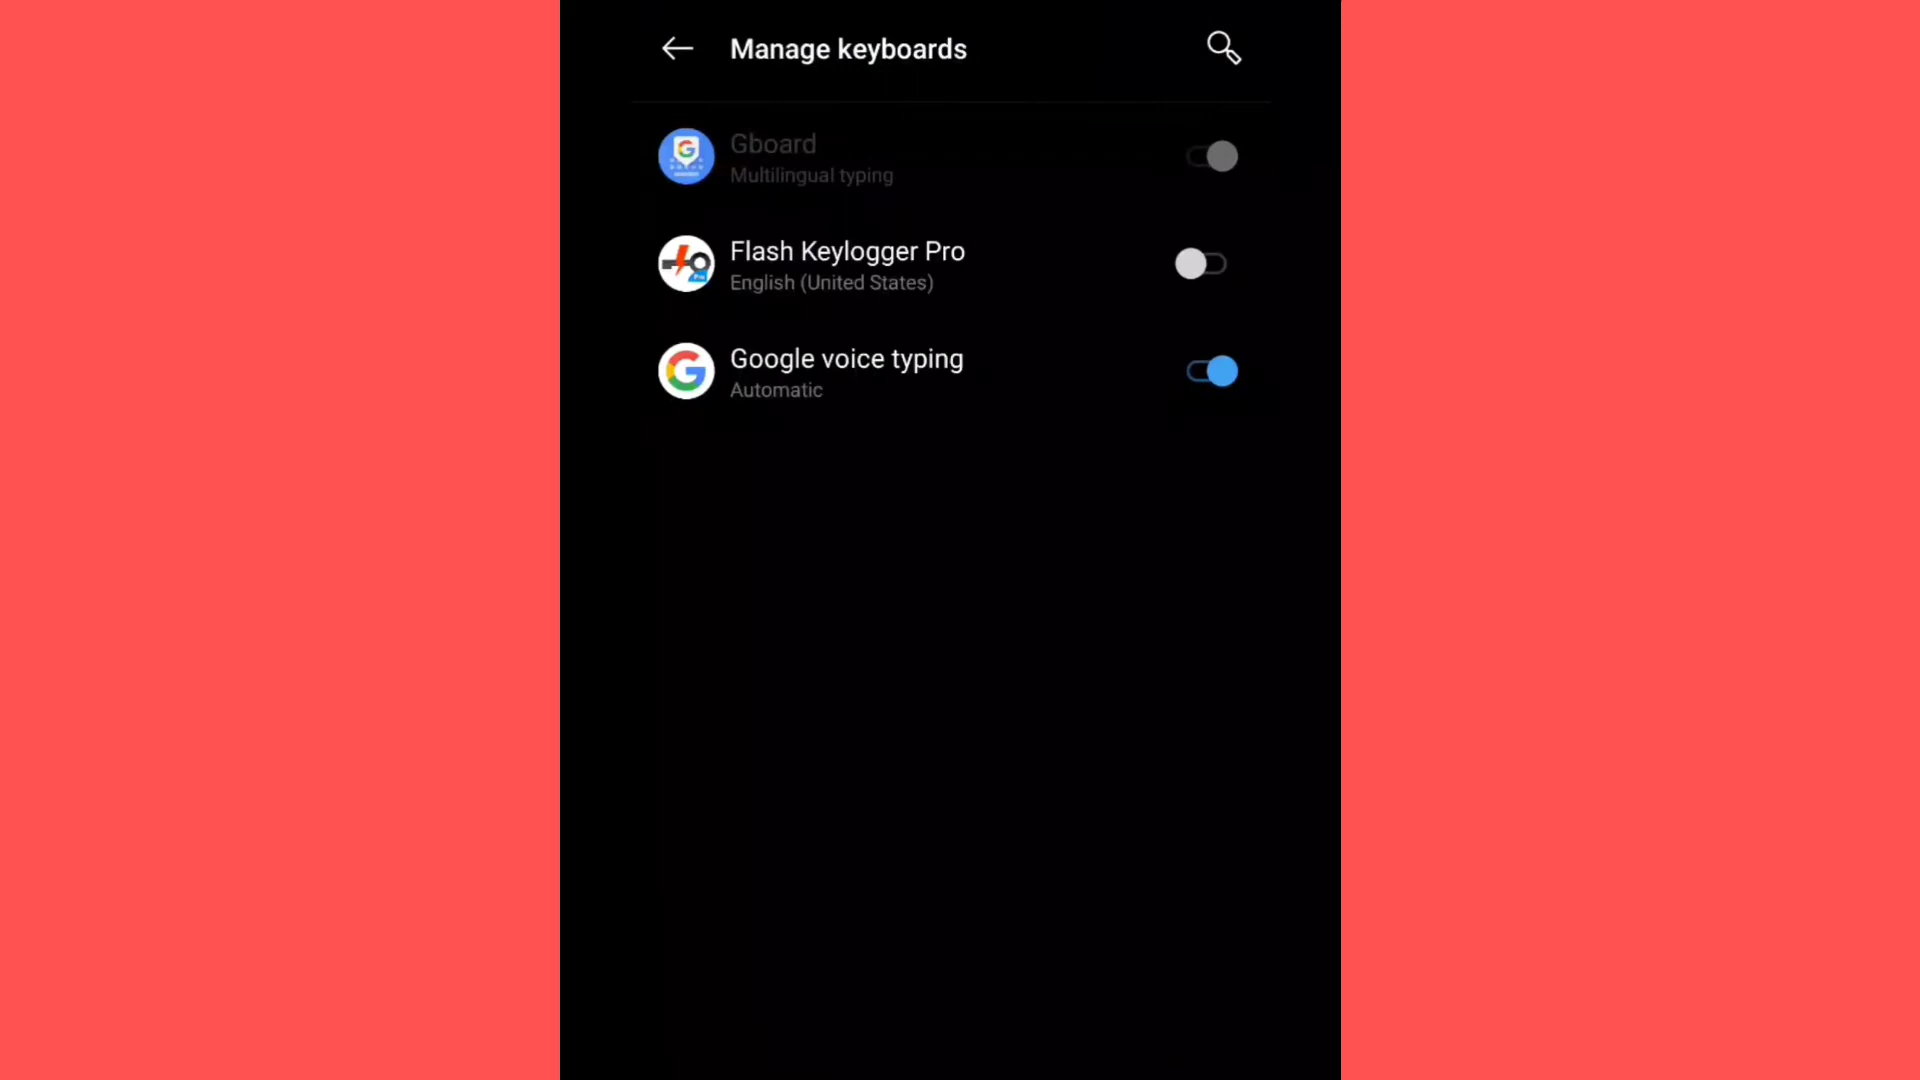 Manage keyboards
Gboard
Multilingual typing
Flash Keylogger Pro
English (United States)
Google voice typing
Automatic